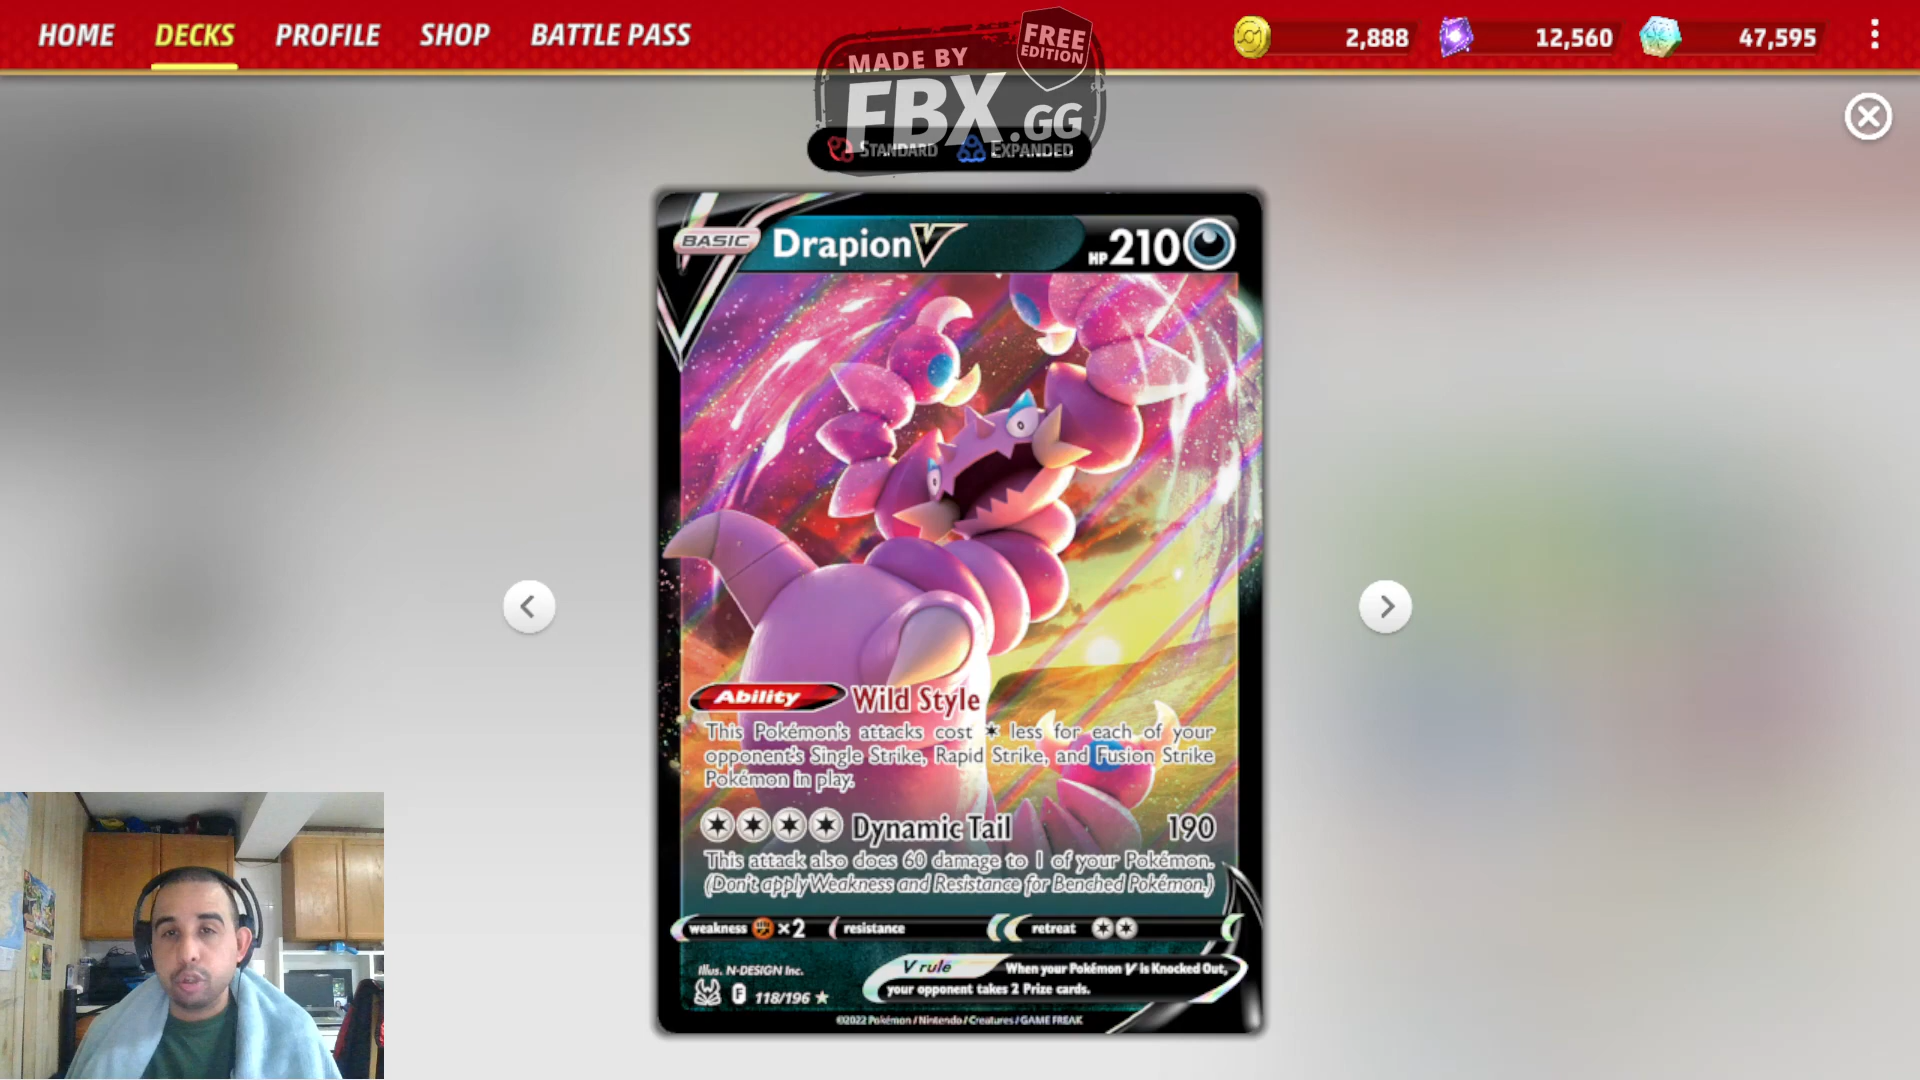 HOME DECKS PROFILE SHOP BATTLE PASS
2,888 12,560 47,595
MADE BY FREE EDITION
FBX.GG
STANDARD EXPANDED
BASIC Drapion V HP 210
Ability Wild Style
This Pokémon's attacks cost less for each of your
opponent's Single Strike, Rapid Strike, and Fusion Strike
Pokémon in play.
Dynamic Tail 190
This attack also does 60 damage to 1 of your Pokémon.
(Don't apply Weakness and Resistance for Benched Pokémon.)
weakness ×2 resistance retreat
V rule When your Pokémon V is Knocked Out,
your opponent takes 2 Prize cards.
Illus. N-DESIGN Inc.
F 118/196 ★
©2022 Pokémon / Nintendo / Creatures / GAME FREAK